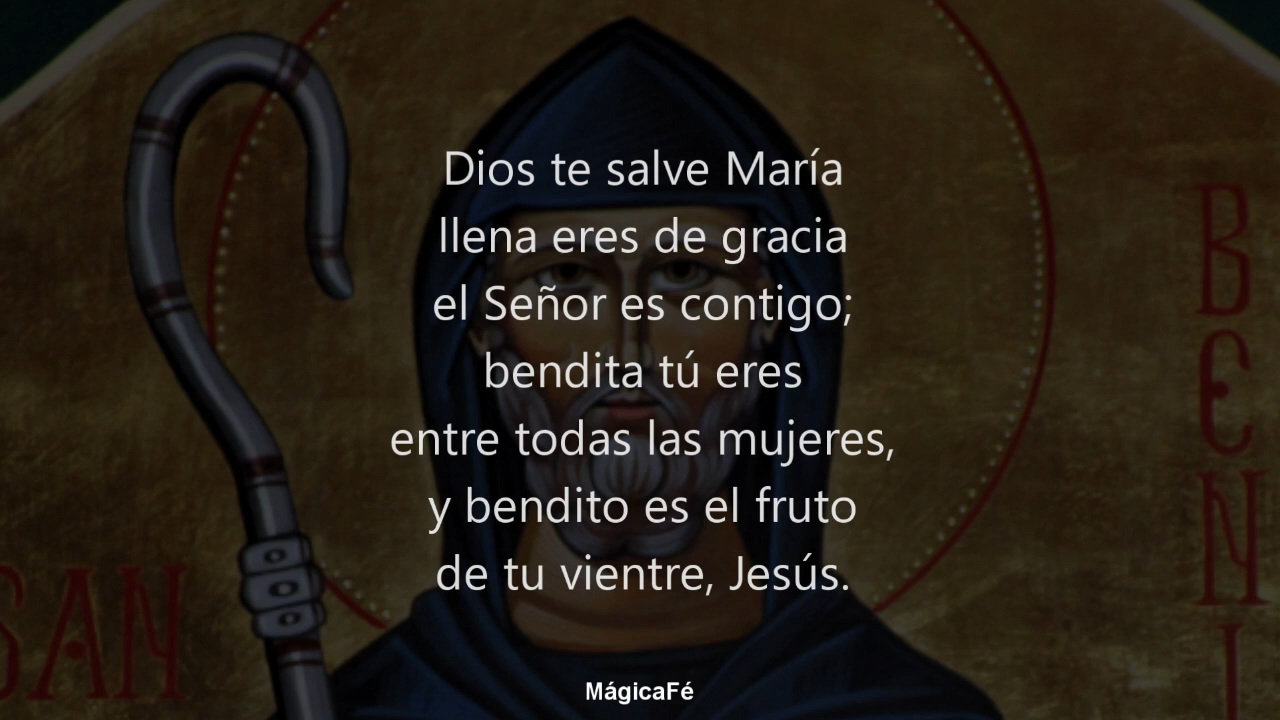 Dios te salve María
llena eres de gracia
el Señor es contigo;
bendita tú eres
entre todas las mujeres,
y bendito es el fruto
de tu vientre, Jesús.
SAN
BENI
MágicaFé